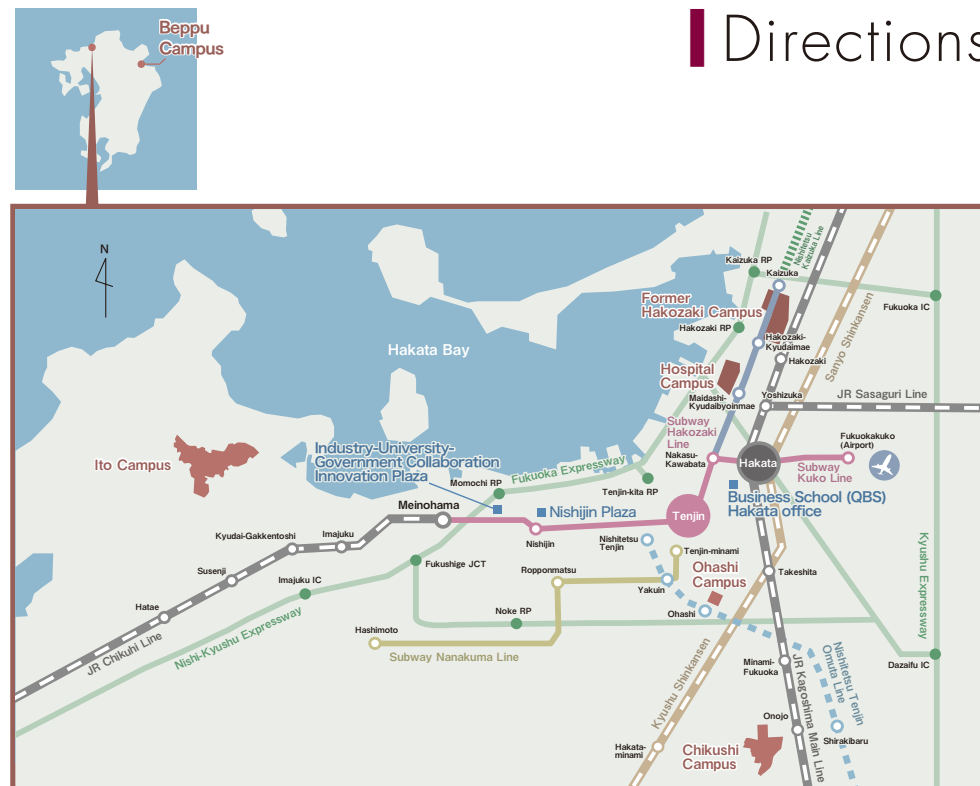 Beppu
Campus
Directions
N
Nishitetsu
Kaizuka Line
Kaizuka RP
Kaizuka
Former
Hakozaki Campus
Fukuoka IC
Hakozaki RP
Sanyo Shinkansen
Hakozaki-
Kyudaimae
Hakata Bay
Hakozaki
Hospital
Campus
Maidashi-
Kyudaibyoinmae
Yoshizuka
JR Sasaguri Line
Subway
Hakozaki
Line
Fukuokakuko
(Airport)
Industry-University-
Government Collaboration
Innovation Plaza
Ito Campus
Nakasu-
Kawabata
Hakata
Subway
Kuko Line
Fukuoka Expressway
Momochi RP
Tenjin-kita RP
Business School (QBS)
Hakata office
Meinohama
Nishijin Plaza
Tenjin
Kyudai-Gakkentoshi
Imajuku
Nishijin
Nishitetsu
Tenjin
Tenjin-minami
Kyushu Expressway
Susenji
Imajuku IC
Fukushige JCT
Ropponmatsu
Ohashi
Campus
Takeshita
Yakuin
Hatae
Noke RP
Ohashi
JR Chikuhi Line
Nishi-Kyushu Expressway
Hashimoto
Subway Nanakuma Line
Kyushu Shinkansen
Minami-
Fukuoka
JR Kagoshima Main Line
Nishitetsu Tenjin
Omuta Line
Dazaifu IC
Onojo
Hakata-
minami
Chikushi
Campus
Shirakibaru